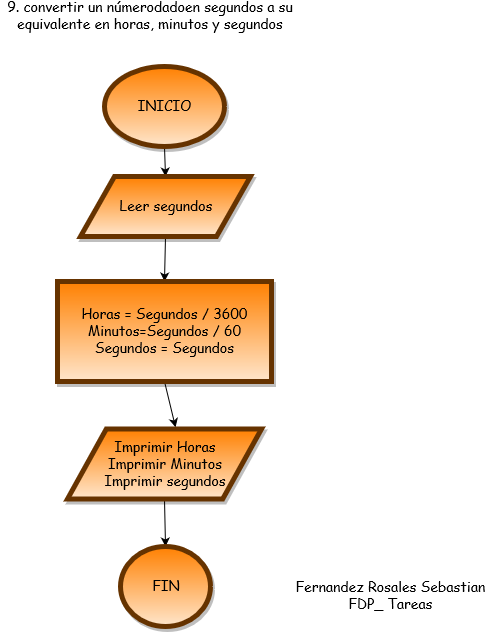 9. convertir un númerodadoen segundos a su
equivalente en horas, minutos y segundos
INICIO
Leer segundos
Horas = Segundos / 3600
Minutos=Segundos / 60
Segundos = Segundos
Imprimir Horas
Imprimir Minutos
Imprimir segundos
FIN
Fernandez Rosales Sebastian
FDP_ Tareas